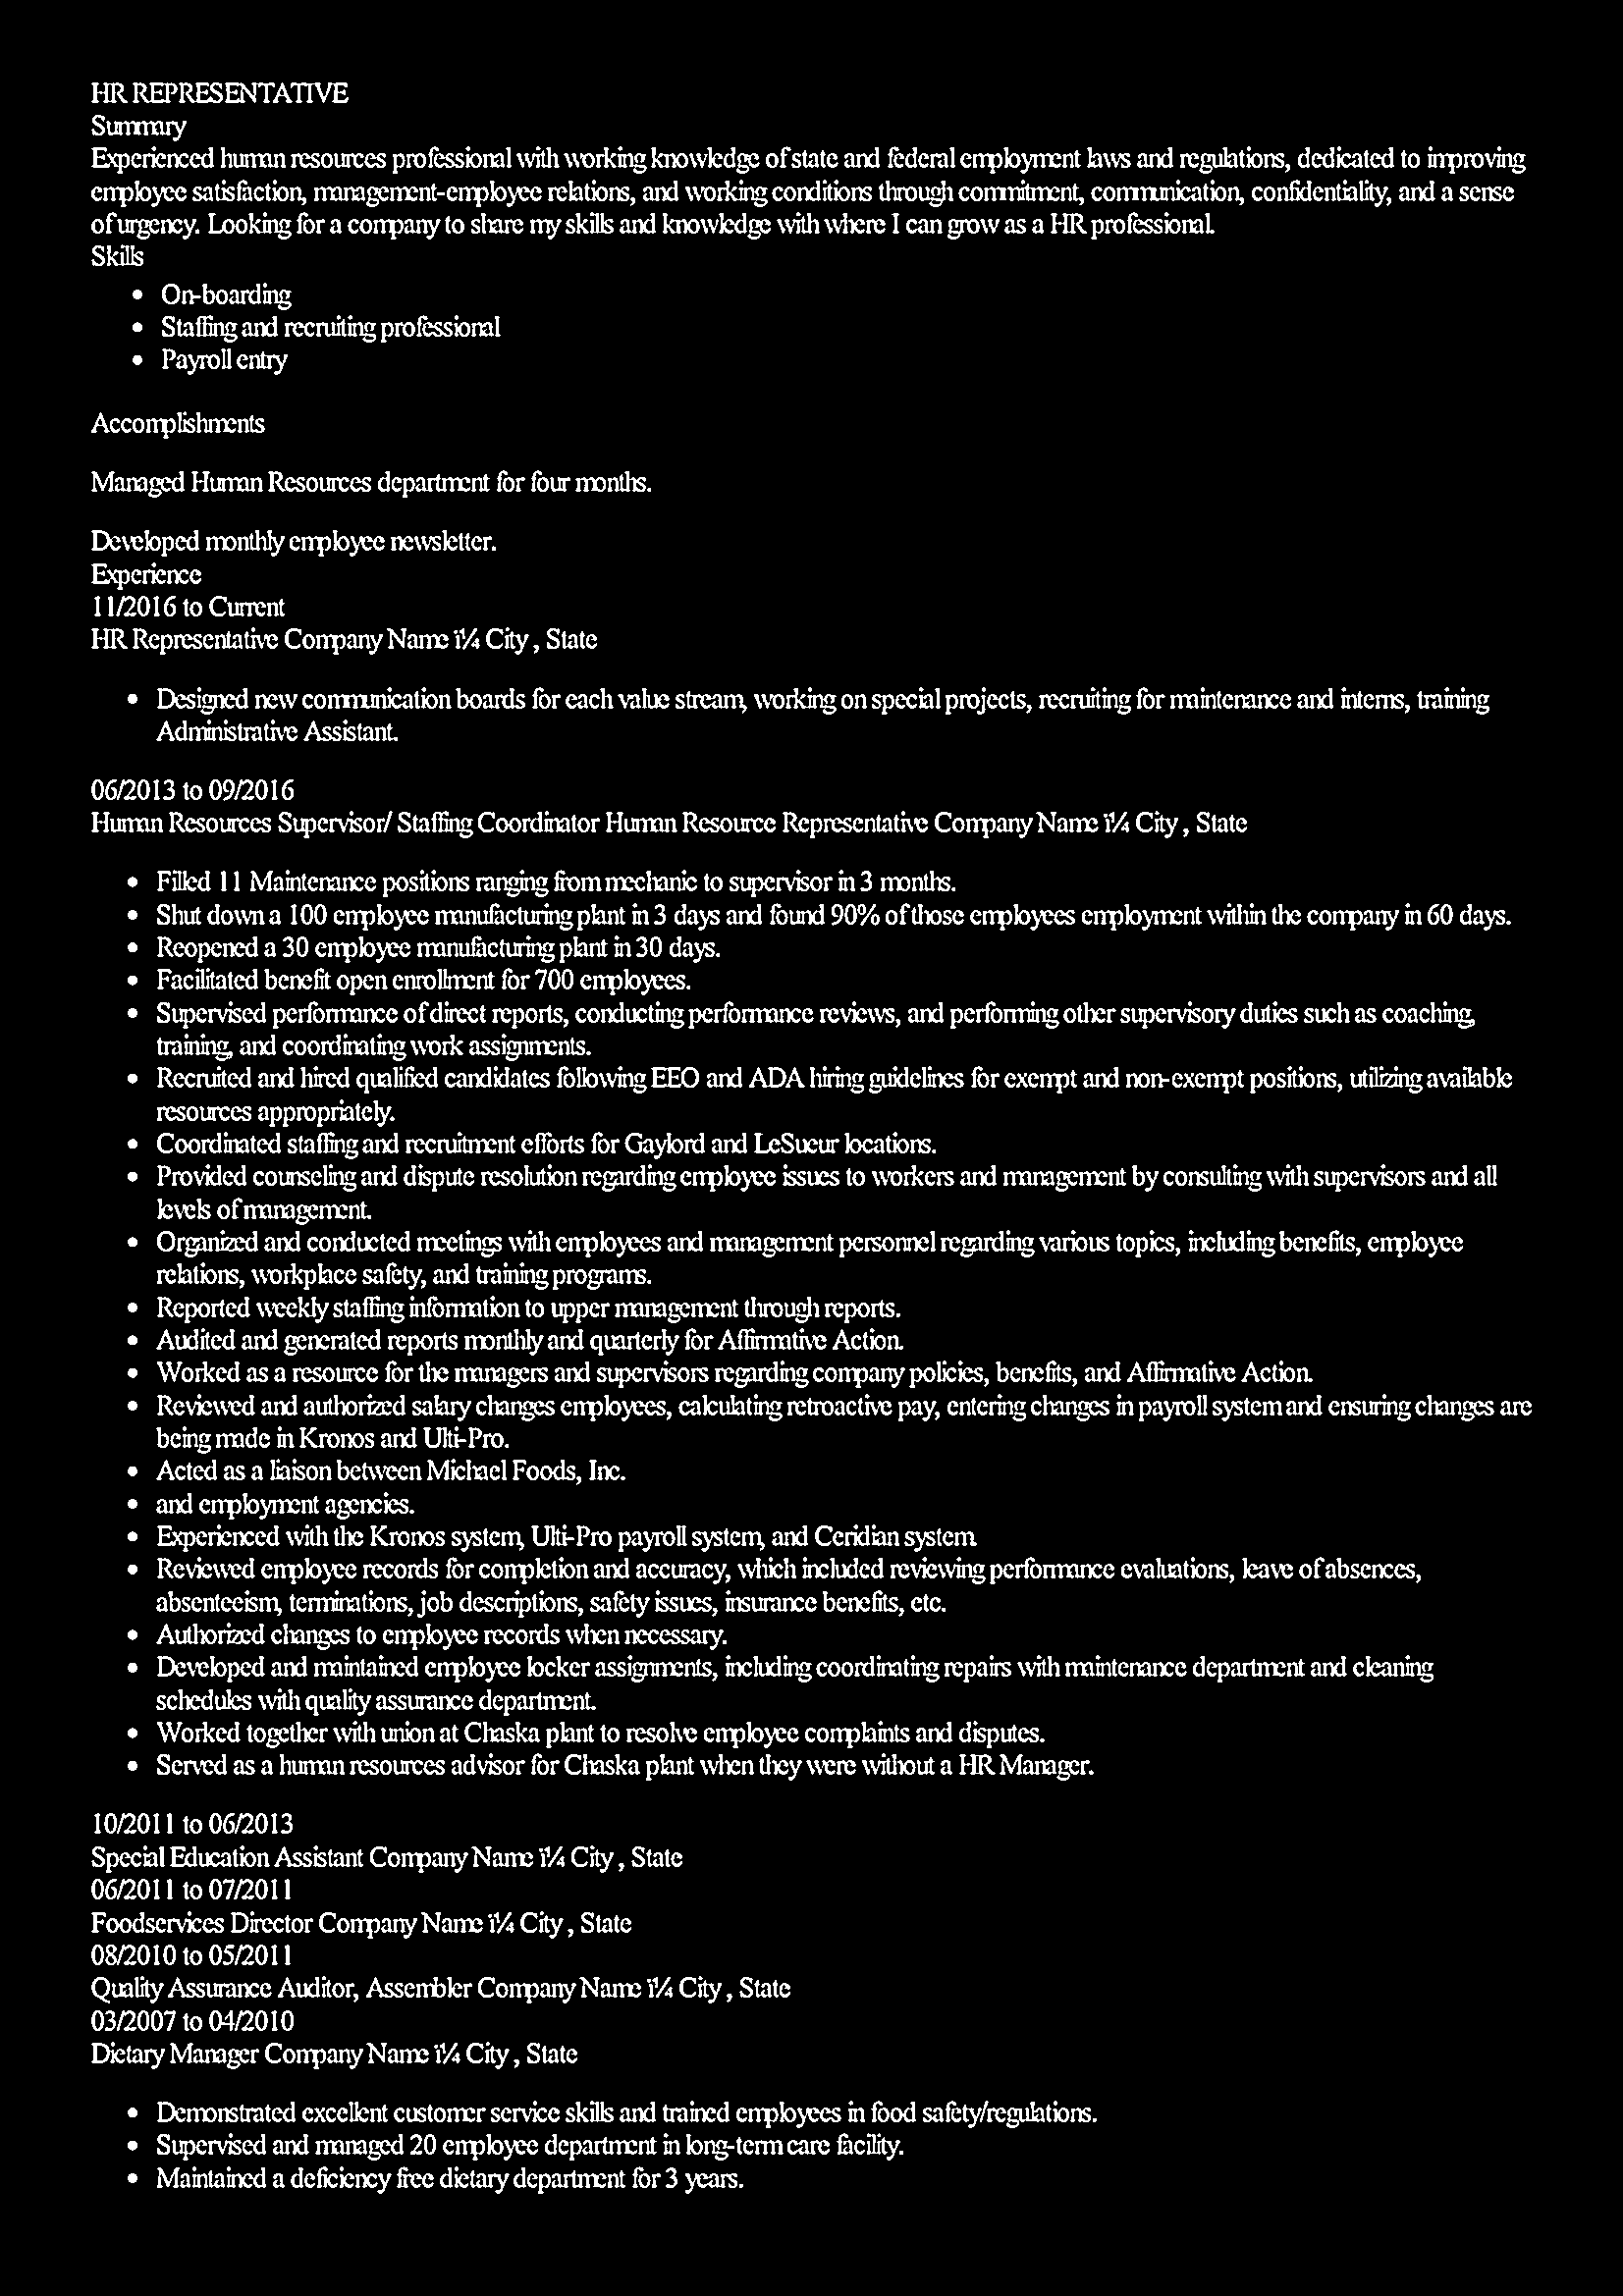 HR REPRESENTATIVE
Summary
Experienced human resources professional with working knowledge of state and federal employment laws and regulations, dedicated to improving
employee satisfaction, management-employee relations, and working conditions through commitment, communication, confidentiality, and a sense
of urgency. Looking for a company to share my skills and knowledge with where I can grow as a HR professional.
Skills
• On-boarding
• Staffing and recruiting professional
• Payroll entry
Accomplishments
Managed Human Resources department for four months.
Developed monthly employee newsletter.
Experience
11/2016 to Current
HR Representative Company Name ï¼ City , State
• Designed new communication boards for each value stream, working on special projects, recruiting for maintenance and interns, training
Administrative Assistant.
06/2013 to 09/2016
Human Resources Supervisor/ Staffing Coordinator Human Resource Representative Company Name ï¼ City , State
• Filled 11 Maintenance positions ranging from mechanic to supervisor in 3 months.
• Shut down a 100 employee manufacturing plant in 3 days and found 90% of those employees employment within the company in 60 days.
• Reopened a 30 employee manufacturing plant in 30 days.
• Facilitated benefit open enrollment for 700 employees.
• Supervised performance of direct reports, conducting performance reviews, and performing other supervisory duties such as coaching,
training, and coordinating work assignments.
• Recruited and hired qualified candidates following EEO and ADA hiring guidelines for exempt and non-exempt positions, utilizing available
resources appropriately.
• Coordinated staffing and recruitment efforts for Gaylord and LeSueur locations.
• Provided counseling and dispute resolution regarding employee issues to workers and management by consulting with supervisors and all
levels of management.
• Organized and conducted meetings with employees and management personnel regarding various topics, including benefits, employee
relations, workplace safety, and training programs.
• Reported weekly staffing information to upper management through reports.
• Audited and generated reports monthly and quarterly for Affirmative Action.
• Worked as a resource for the managers and supervisors regarding company policies, benefits, and Affirmative Action.
• Reviewed and authorized salary changes employees, calculating retroactive pay, entering changes in payroll system and ensuring changes are
being made in Kronos and Ulti-Pro.
• Acted as a liaison between Michael Foods, Inc.
• and employment agencies.
• Experienced with the Kronos system, Ulti-Pro payroll system, and Ceridian system.
• Reviewed employee records for completion and accuracy, which included reviewing performance evaluations, leave of absences,
absenteeism, terminations, job descriptions, safety issues, insurance benefits, etc.
• Authorized changes to employee records when necessary.
• Developed and maintained employee locker assignments, including coordinating repairs with maintenance department and cleaning
schedules with quality assurance department.
• Worked together with union at Chaska plant to resolve employee complaints and disputes.
• Served as a human resources advisor for Chaska plant when they were without a HR Manager.
10/2011 to 06/2013
Special Education Assistant Company Name ï¼ City , State
06/2011 to 07/2011
Foodservices Director Company Name ï¼ City , State
08/2010 to 05/2011
Quality Assurance Auditor, Assembler Company Name ï¼ City , State
03/2007 to 04/2010
Dietary Manager Company Name ï¼ City , State
• Demonstrated excellent customer service skills and trained employees in food safety/regulations.
• Supervised and managed 20 employee department in long-term care facility.
• Maintained a deficiency free dietary department for 3 years.